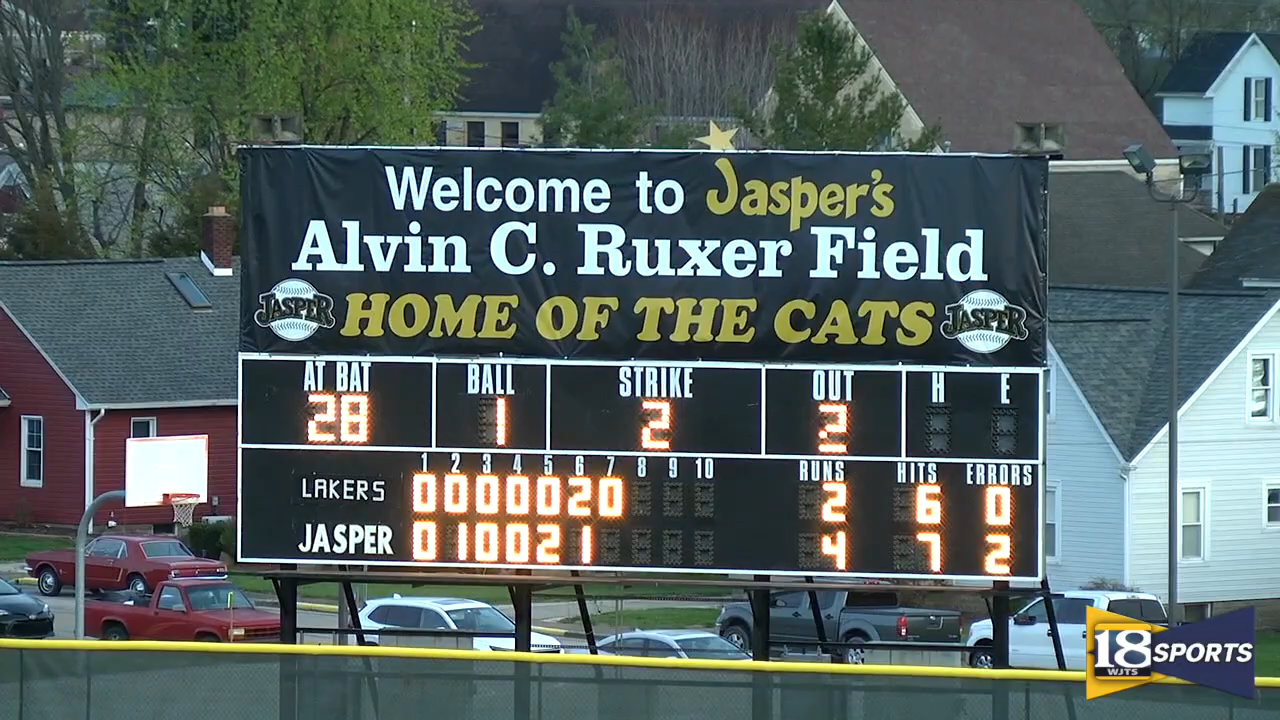 Welcome to Jasper's
Alvin C. Ruxer Field
JASPER HOME OF THE CATS JASPER
AT BAT BALL STRIKE OUT H E
28 1 2 2
1 2 3 4 5 6 7 8 9 10 RUNS HITS ERRORS
LAKERS 0 0 0 0 0 2 0 2 6 0
JASPER 0 1 0 0 2 1 4 7 2
18 SPORTS
WJTS